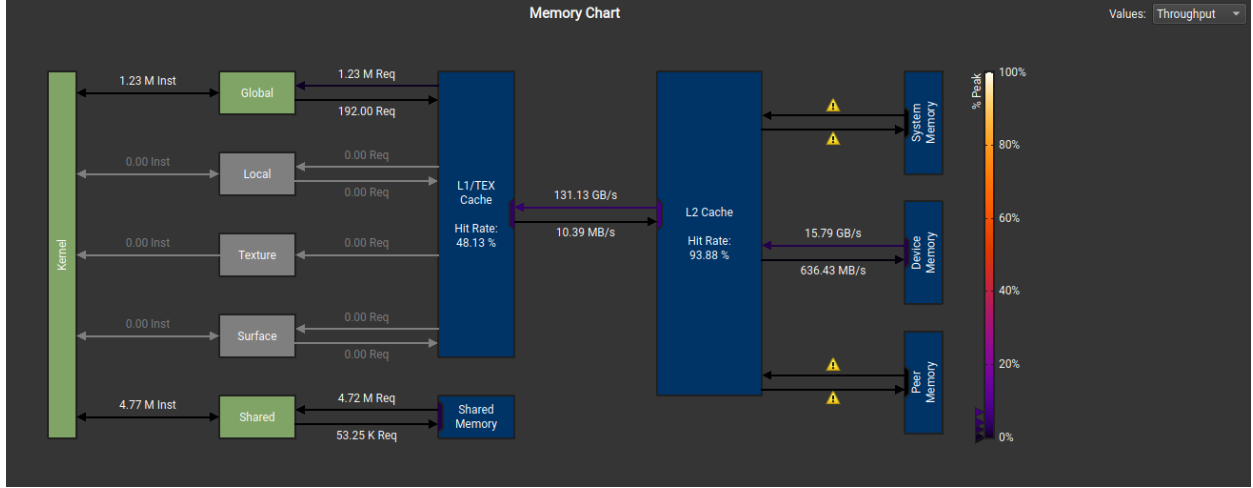 Memory Chart
Values: Throughput
Kernel
1.23 M Inst
Global
1.23 M Req
192.00 Req
0.00 Inst
Local
0.00 Req
0.00 Req
0.00 Inst
Texture
0.00 Req
0.00 Inst
Surface
0.00 Req
0.00 Req
4.77 M Inst
Shared
4.72 M Req
53.25 K Req
L1/TEX
Cache
Hit Rate:
48.13 %
Shared
Memory
131.13 GB/s
10.39 MB/s
L2 Cache
Hit Rate:
93.88 %
System
Memory
15.79 GB/s
636.43 MB/s
Device
Memory
Peer
Memory
% Peak
100%
80%
60%
40%
20%
0%